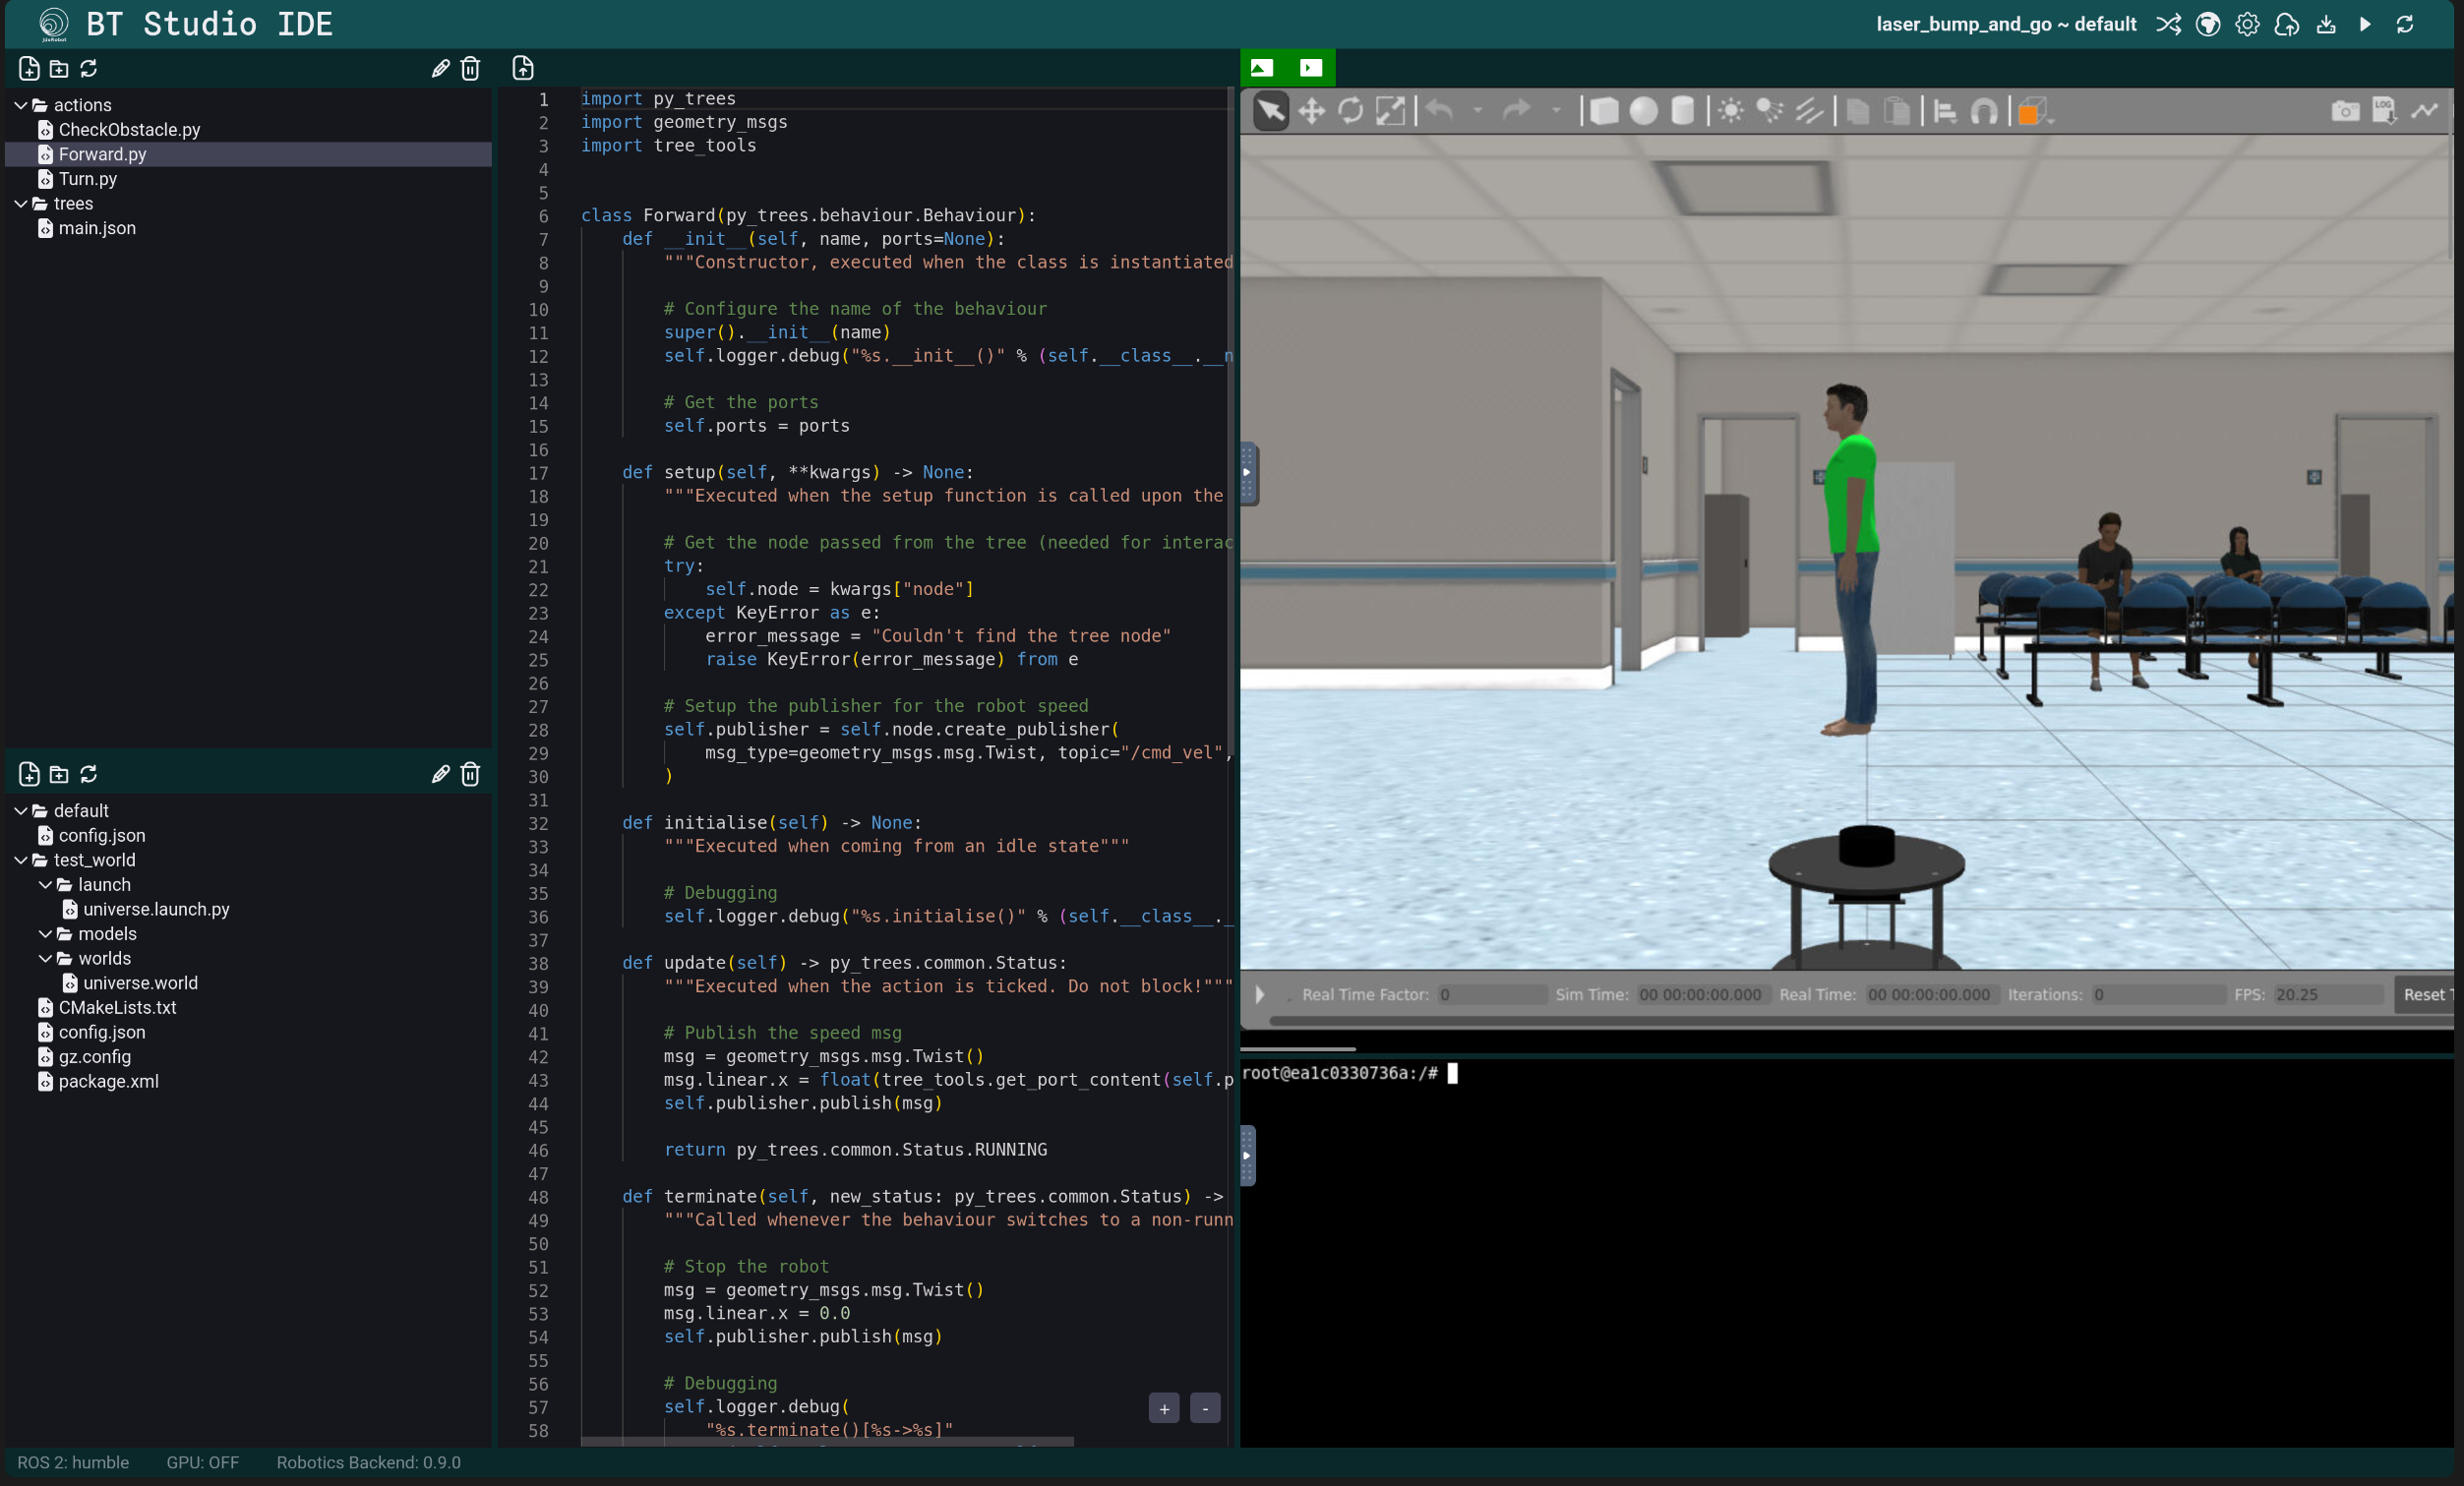 BT Studio IDE
laser_bump_and_go ~ default
actions
CheckObstacle.py
Forward.py
Turn.py
trees
main.json
default
config.json
test_world
launch
universe.launch.py
models
worlds
universe.world
CMakeLists.txt
config.json
gz.config
package.xml
1 import py_trees
2 import geometry_msgs
3 import tree_tools
4
5
6 class Forward(py_trees.behaviour.Behaviour):
7     def __init__(self, name, ports=None):
8         """Constructor, executed when the class is instantiated
9
10         # Configure the name of the behaviour
11         super().__init__(name)
12         self.logger.debug("%s.__init__()" % (self.__class__.__n
13
14         # Get the ports
15         self.ports = ports
16
17     def setup(self, **kwargs) -> None:
18         """Executed when the setup function is called upon the
19
20         # Get the node passed from the tree (needed for interac
21         try:
22             self.node = kwargs["node"]
23         except KeyError as e:
24             error_message = "Couldn't find the tree node"
25             raise KeyError(error_message) from e
26
27         # Setup the publisher for the robot speed
28         self.publisher = self.node.create_publisher(
29             msg_type=geometry_msgs.msg.Twist, topic="/cmd_vel",
30         )
31
32     def initialise(self) -> None:
33         """Executed when coming from an idle state"""
34
35         # Debugging
36         self.logger.debug("%s.initialise()" % (self.__class__._
37
38     def update(self) -> py_trees.common.Status:
39         """Executed when the action is ticked. Do not block!"""
40
41         # Publish the speed msg
42         msg = geometry_msgs.msg.Twist()
43         msg.linear.x = float(tree_tools.get_port_content(self.p
44         self.publisher.publish(msg)
45
46         return py_trees.common.Status.RUNNING
47
48     def terminate(self, new_status: py_trees.common.Status) ->
49         """Called whenever the behaviour switches to a non-runn
50
51         # Stop the robot
52         msg = geometry_msgs.msg.Twist()
53         msg.linear.x = 0.0
54         self.publisher.publish(msg)
55
56         # Debugging
57         self.logger.debug(
58             "%s.terminate()[%s->%s]"
+ -
LOG
Real Time Factor: 0 Sim Time: 00 00:00:00.000 Real Time: 00 00:00:00.000 Iterations: 0 FPS: 20.25 Reset T
root@ea1c0330736a:/#
ROS 2: humble GPU: OFF Robotics Backend: 0.9.0